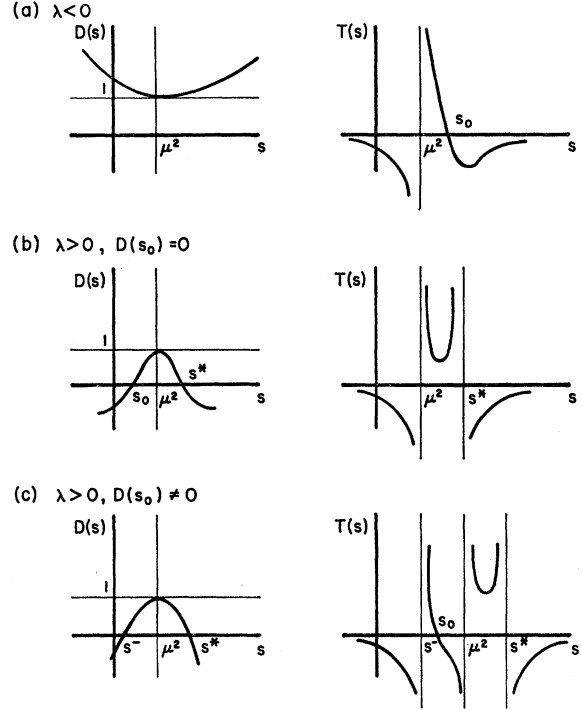 (a) λ<0
D(s)
1
μ²
s
T(s)
s₀
μ²
s
(b) λ>0, D(s₀)=0
D(s)
1
s*
s₀
μ²
s
T(s)
μ²
s*
s
(c) λ>0, D(s₀)≠0
D(s)
1
s⁻
μ²
s*
s
T(s)
s₀
s⁻
μ²
s*
s